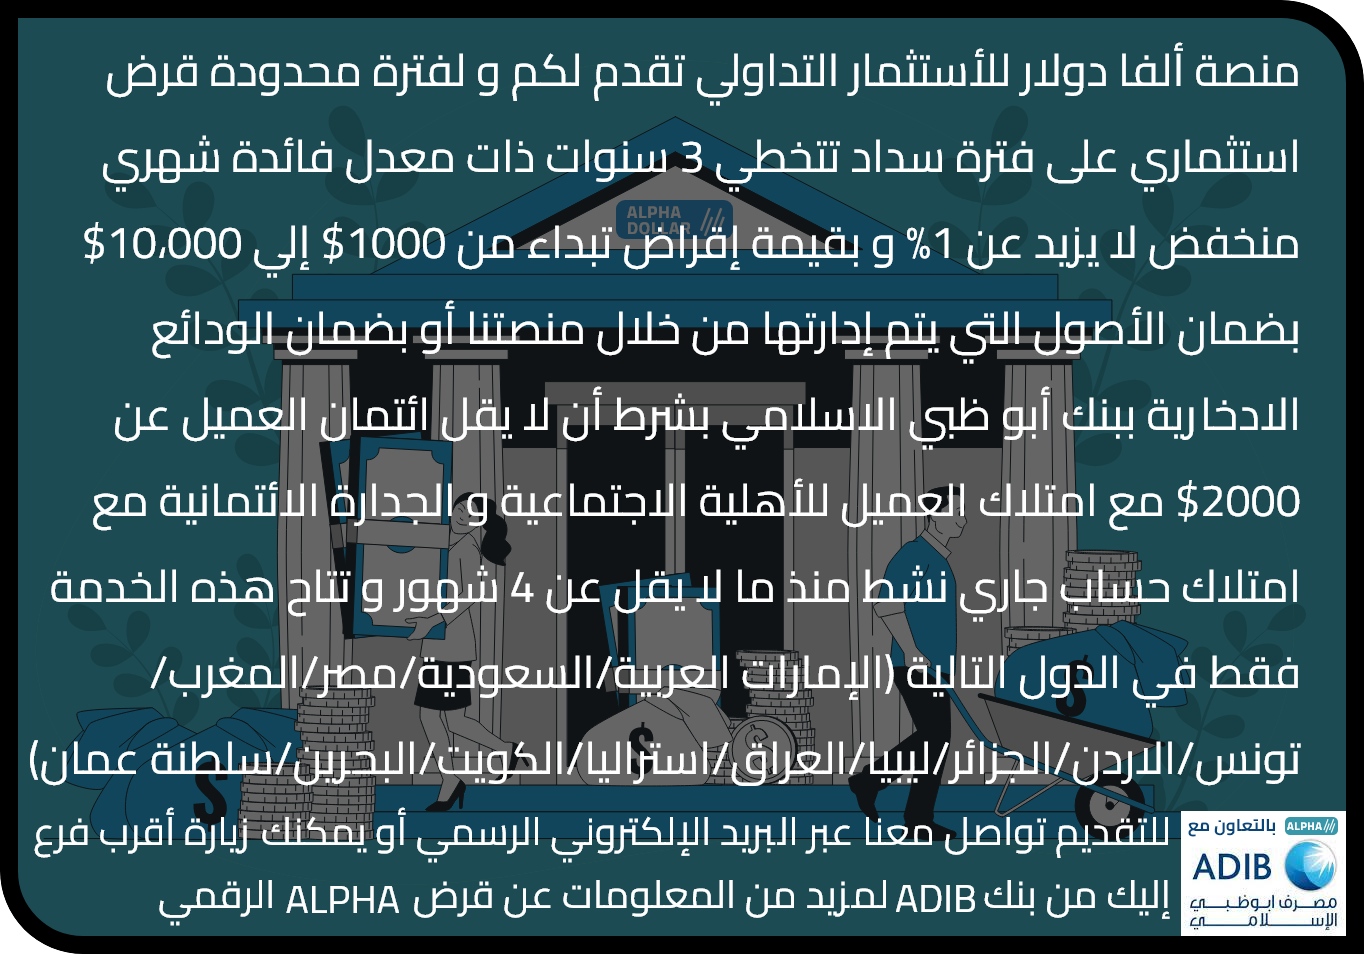 منصة ألفا دولار للأستثمار التداولي تقدم لكم و لفترة محدودة قرض
استثماري على فترة سداد تتخطي 3 سنوات ذات معدل فائدة شهري
ALPHA
DOLLAR
منخفض لا يزيد عن 1% و بقيمة إقراض تبداء من 1000$ إلي 10،000$
بضمان الأصول التي يتم إدارتها من خلال منصتنا أو بضمان الودائع
الادخارية ببنك أبو ظبي الاسلامي بشرط أن لا يقل ائتمان العميل عن
2000$ مع امتلاك العميل للأهلية الاجتماعية و الجدارة الائتمانية مع
امتلاك حساب جاري نشط منذ ما لا يقل عن 4 شهور و تتاح هذه الخدمة
فقط في الدول التالية (الإمارات العربية/السعودية/مصر/المغرب/
تونس/الاردن/الجزائر/ليبيا/العراق/استراليا/الكويت/البحرين/سلطنة عمان)
للتقديم تواصل معنا عبر البريد الإلكتروني الرسمي أو يمكنك زيارة أقرب فرع
إليك من بنك ADIB لمزيد من المعلومات عن قرض ALPHA الرقمي
ALPHA بالتعاون مع
ADIB
مصرف ابوظبي
الإسلامي